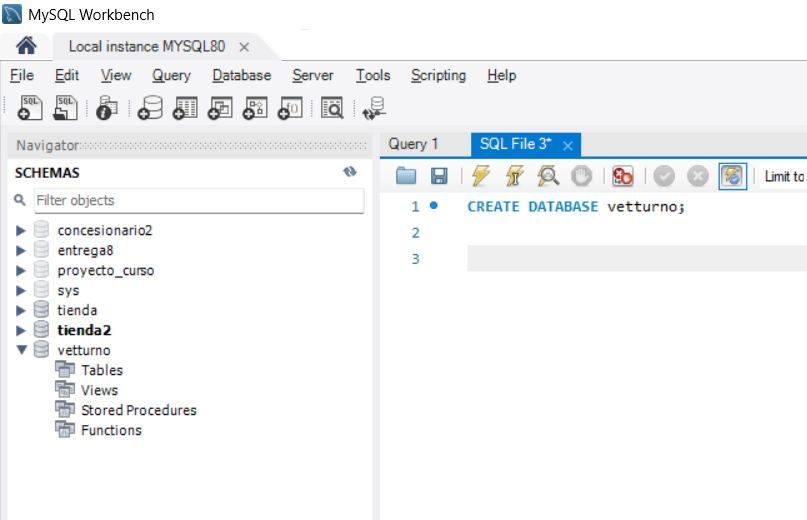 MySQL Workbench
Local instance MYSQL80
File Edit View Query Database Server Tools Scripting Help
Navigator
Query 1 SQL File 3*
SCHEMAS
Limit to
Filter objects
1 CREATE DATABASE vetturno;
2
3
concesionario2
entrega8
proyecto_curso
sys
tienda
tienda2
vetturno
Tables
Views
Stored Procedures
Functions